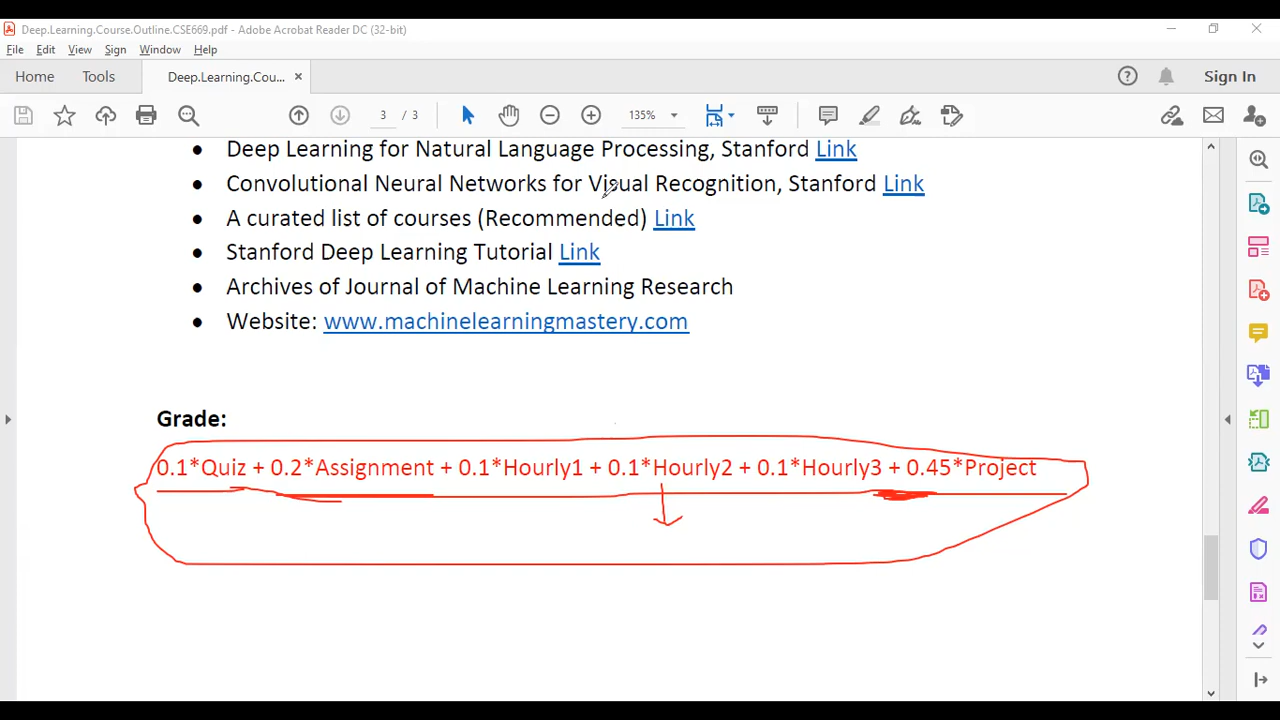 Deep.Learning.Course.Outline.CSE669.pdf - Adobe Acrobat Reader DC (32-bit)
File Edit View Sign Window Help
Home Tools Deep.Learning.Cou... × Sign In
3 / 3 135%
• Deep Learning for Natural Language Processing, Stanford Link
• Convolutional Neural Networks for Visual Recognition, Stanford Link
• A curated list of courses (Recommended) Link
• Stanford Deep Learning Tutorial Link
• Archives of Journal of Machine Learning Research
• Website: www.machinelearningmastery.com
Grade:
0.1*Quiz + 0.2*Assignment + 0.1*Hourly1 + 0.1*Hourly2 + 0.1*Hourly3 + 0.45*Project